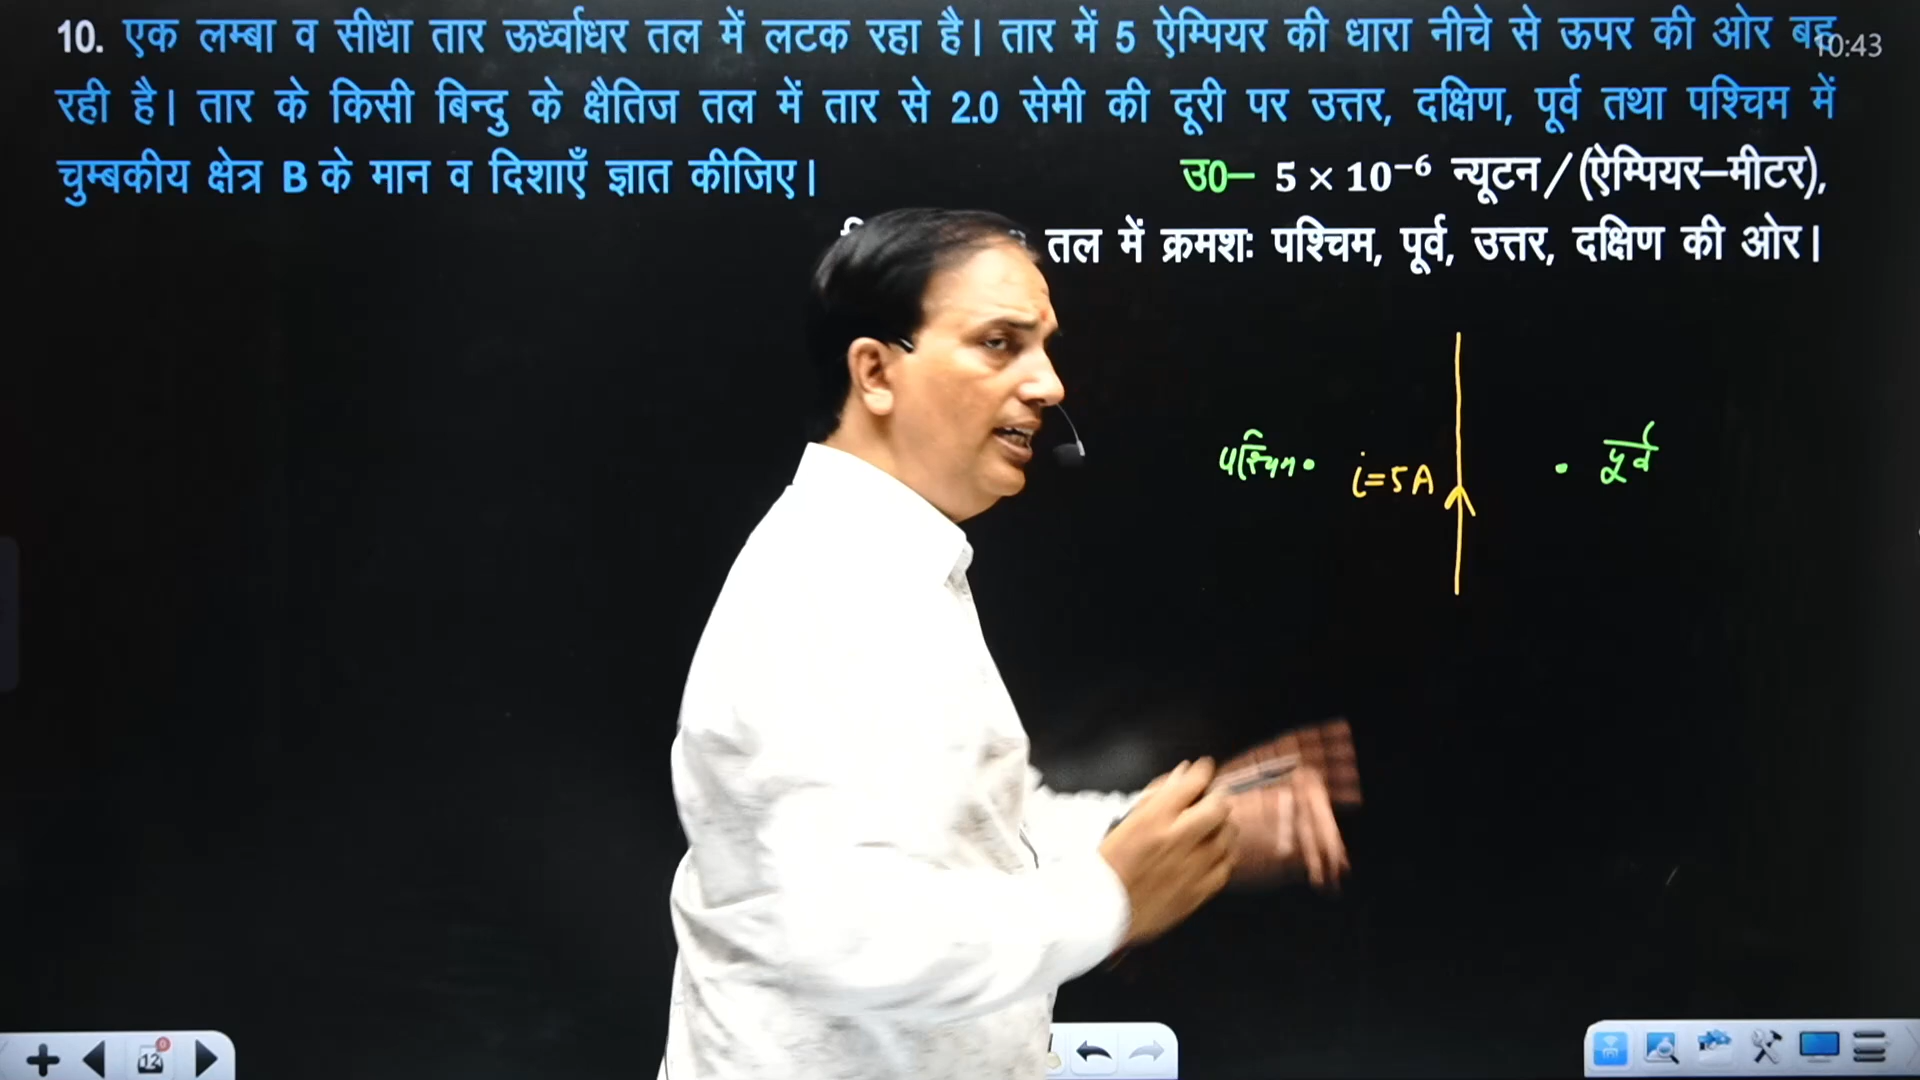 10. एक लम्बा व सीधा तार ऊर्ध्वाधर तल में लटक रहा है। तार में 5 ऐम्पियर की धारा नीचे से ऊपर की ओर बह
10:43
रही है। तार के किसी बिन्दु के क्षैतिज तल में तार से 2.0 सेमी की दूरी पर उत्तर, दक्षिण, पूर्व तथा पश्चिम में
चुम्बकीय क्षेत्र B के मान व दिशाएँ ज्ञात कीजिए।
उ0– 5 × 10⁻⁶ न्यूटन/(ऐम्पियर–मीटर),
तल में क्रमशः पश्चिम, पूर्व, उत्तर, दक्षिण की ओर।
पश्चिम
i=5A
पूर्व
12
0